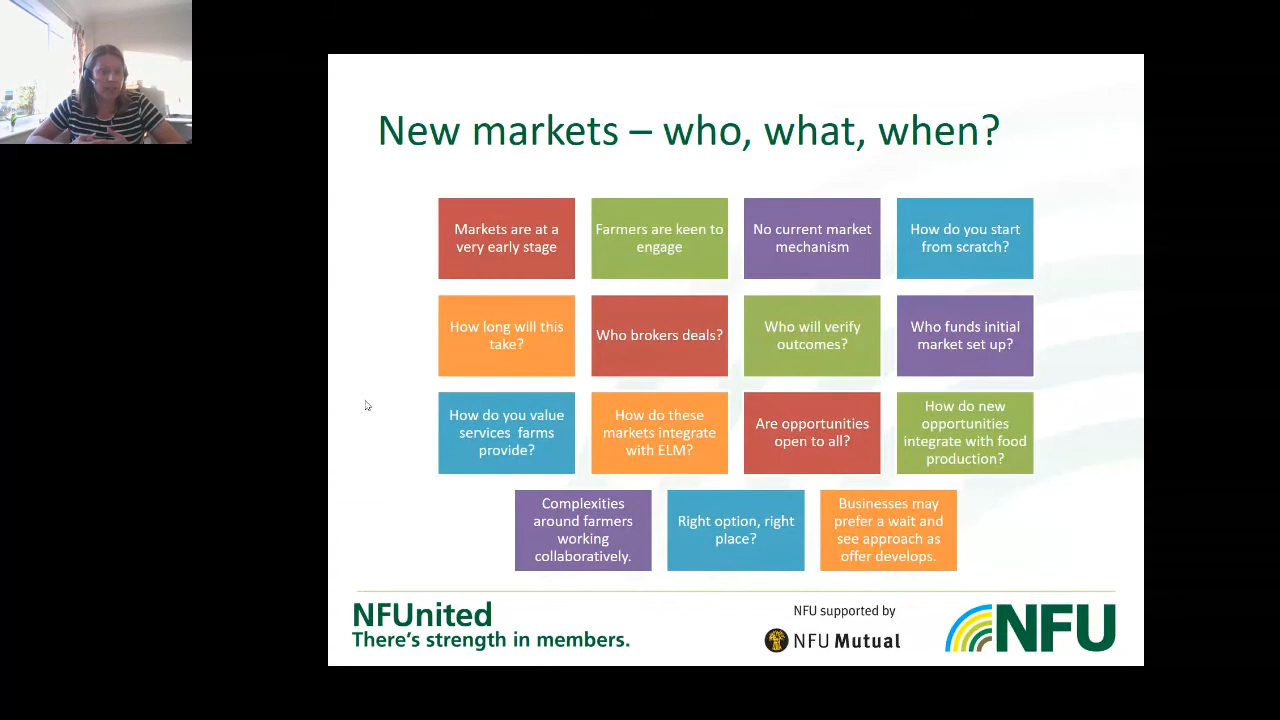 New markets – who, what, when?
Markets are at a
very early stage
Farmers are keen to
engage
No current market
mechanism
How do you start
from scratch?
How long will this
take?
Who brokers deals?
Who will verify
outcomes?
Who funds initial
market set up?
How do you value
services farms
provide?
How do these
markets integrate
with ELM?
Are opportunities
open to all?
How do new
opportunities
integrate with food
production?
Complexities
around farmers
working
collaboratively.
Right option, right
place?
Businesses may
prefer a wait and
see approach as
offer develops.
NFUnited
There's strength in members.
NFU supported by
NFU Mutual
NFU